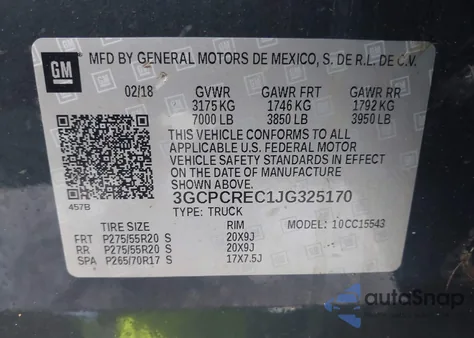 GM
MFD BY GENERAL MOTORS DE MEXICO, S. DE R.L. DE C.V.
02/18 GVWR GAWR FRT GAWR RR
3175 KG 1746 KG 1792 KG
7000 LB 3850 LB 3950 LB
THIS VEHICLE CONFORMS TO ALL
APPLICABLE U.S. FEDERAL MOTOR
VEHICLE SAFETY STANDARDS IN EFFECT
ON THE DATE OF MANUFACTURE
SHOWN ABOVE.
3GCPCREC1JG325170
457B
TYPE: TRUCK
MODEL: 10CC15543
TIRE SIZE RIM
FRT P275/55R20 S 20X9J
RR P275/55R20 S 20X9J
SPA P265/70R17 S 17X7.5J
autoSnap